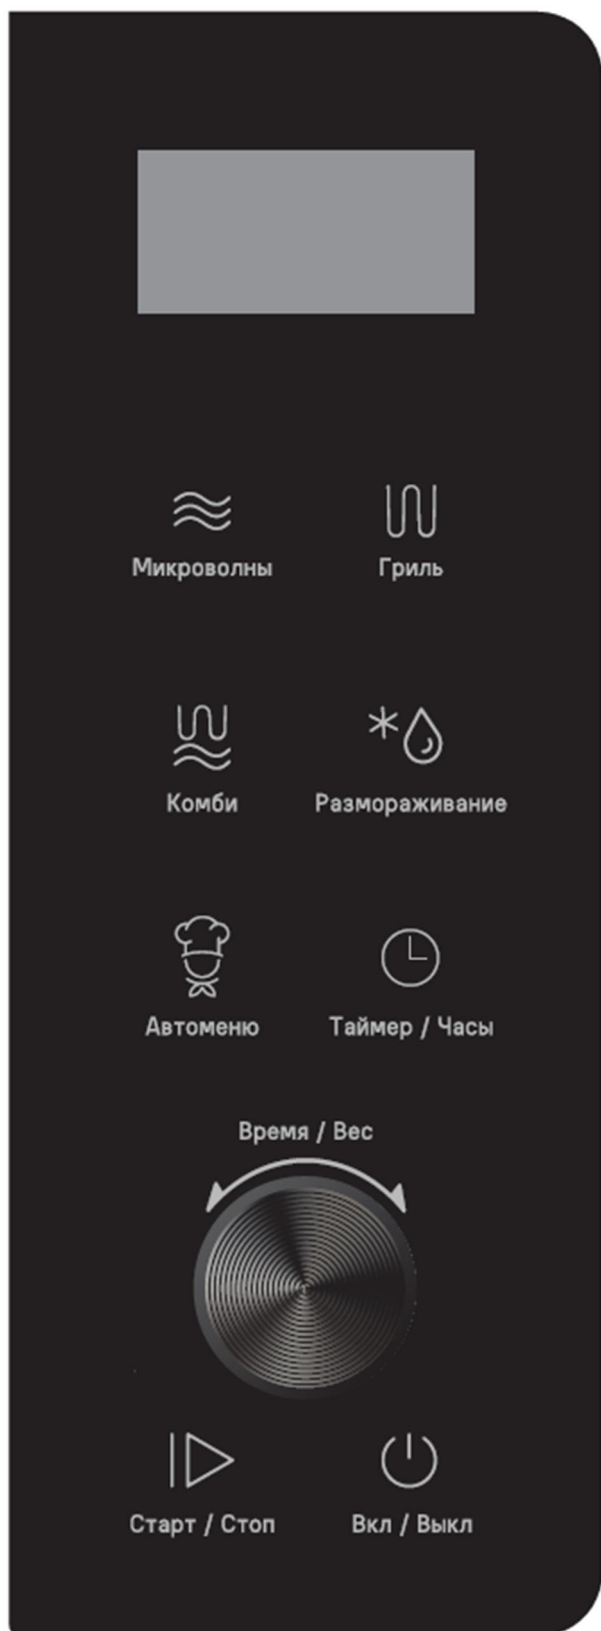 Микроволны
Гриль
Комби
Размораживание
Автоменю
Таймер / Часы
Время / Вес
Старт / Стоп
Вкл / Выкл